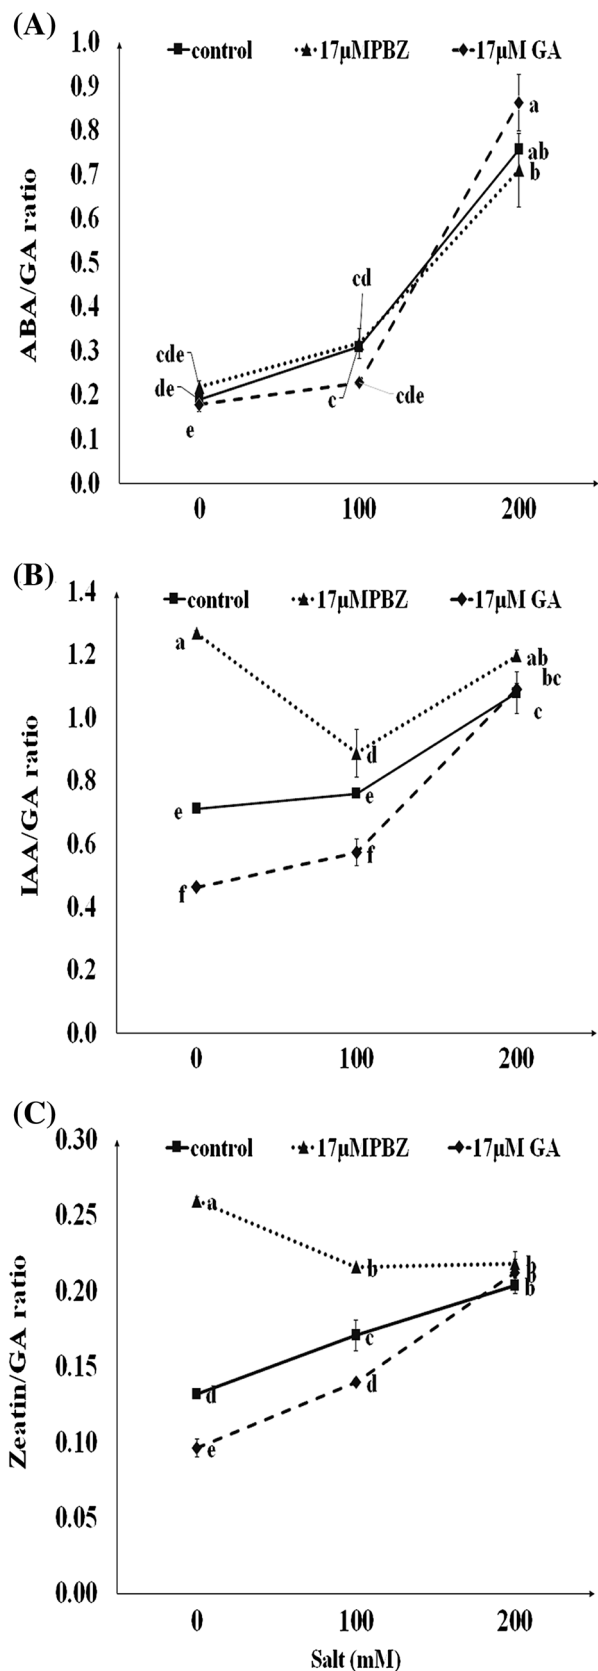 (A)
1.0
control 17µMPBZ 17µM GA
0.9
a
0.8
ab
0.7
b
0.6
ABA/GA ratio
0.5
0.4
cd
0.3
cde
0.2
de
c
cde
e
0.1
0.0
0 100 200
(B)
1.4
control 17µMPBZ 17µM GA
1.2
a
ab
bc
1.0
c
d
IAA/GA ratio
0.8
e
e
0.6
f
f
0.4
0.2
0.0
0 100 200
(C)
0.30
control 17µMPBZ 17µM GA
0.25
a
b
b
b
b
0.20
Zeatin/GA ratio
c
0.15
d
d
0.10
e
0.05
0.00
0 100 200
Salt (mM)